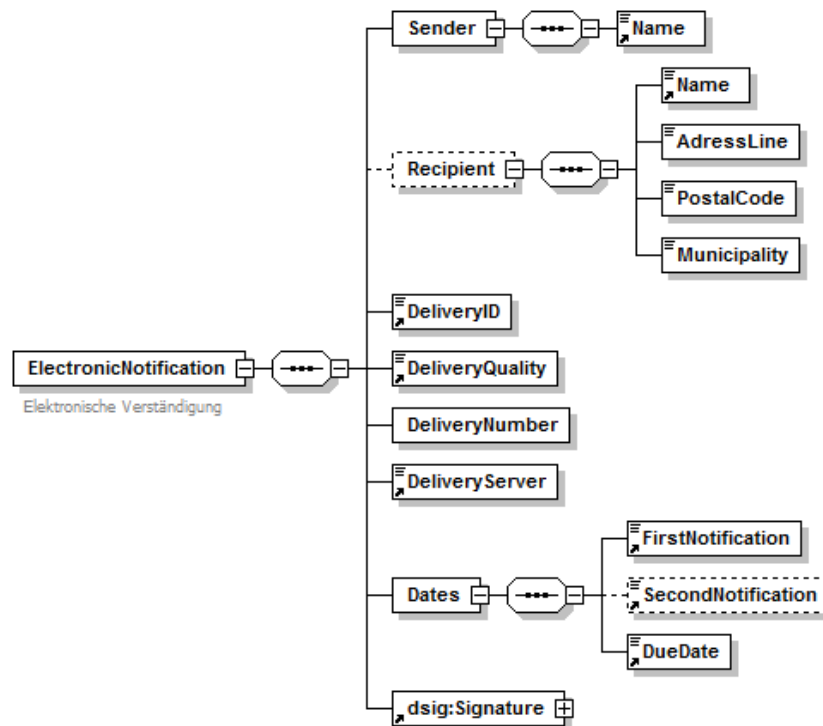 Sender
Name
Recipient
Name
AdressLine
PostalCode
Municipality
DeliveryID
DeliveryQuality
ElectronicNotification
Elektronische Verständigung
DeliveryNumber
DeliveryServer
Dates
FirstNotification
SecondNotification
DueDate
dsig:Signature